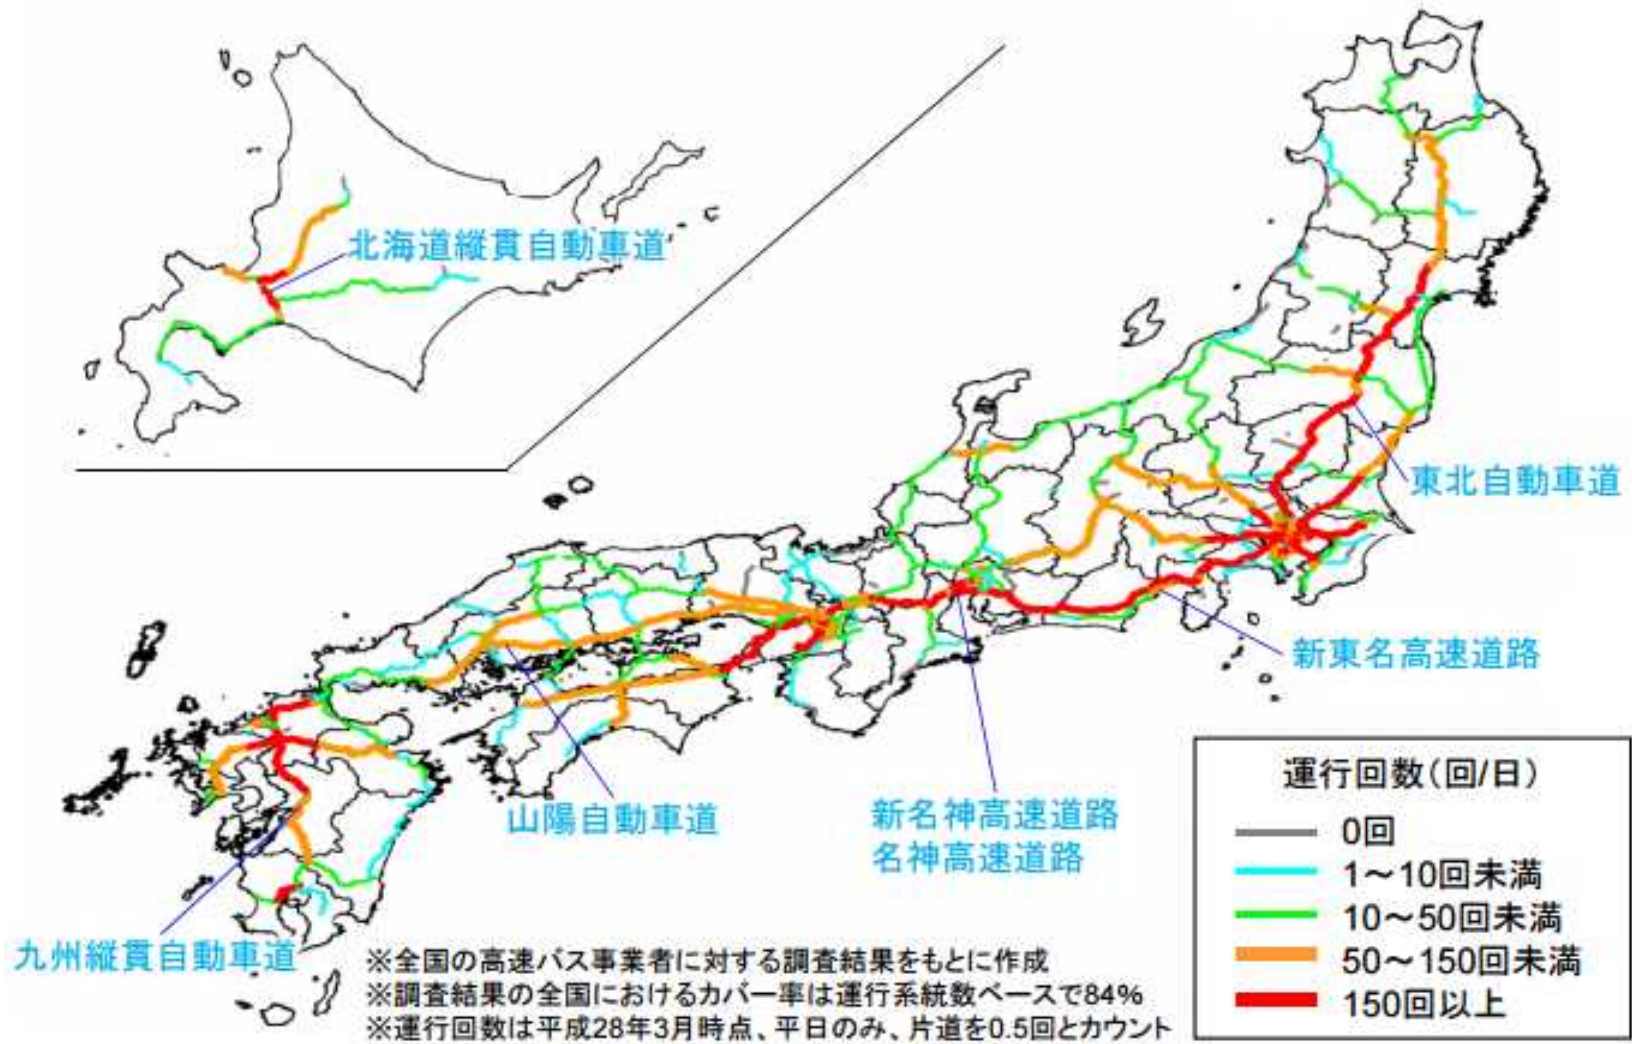 北海道縦貫自動車道
東北自動車道
新東名高速道路
山陽自動車道
新名神高速道路
名神高速道路
九州縦貫自動車道
運行回数(回/日)
0回
1~10回未満
10~50回未満
50~150回未満
150回以上
※全国の高速バス事業者に対する調査結果をもとに作成
※調査結果の全国におけるカバー率は運行系統数ベースで84%
※運行回数は平成28年3月時点、平日のみ、片道を0.5回とカウント